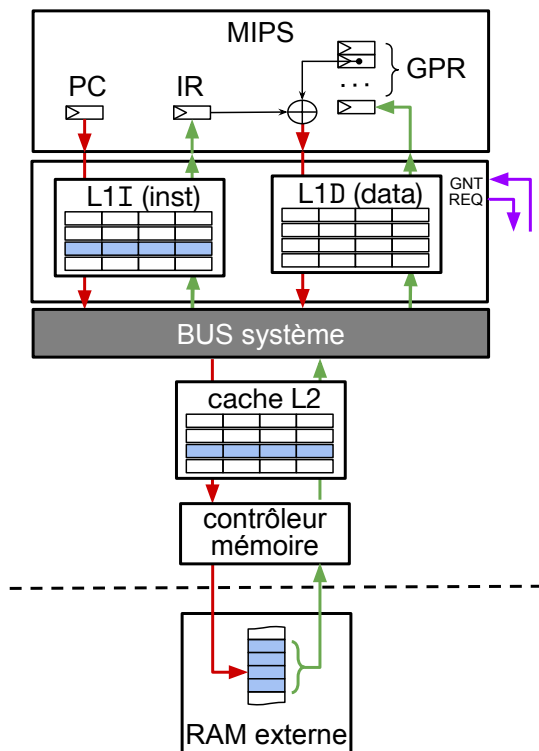 MIPS
PC
IR
GPR
...
L1I (inst)
L1D (data)
GNT
REQ
BUS système
cache L2
contrôleur
mémoire
RAM externe